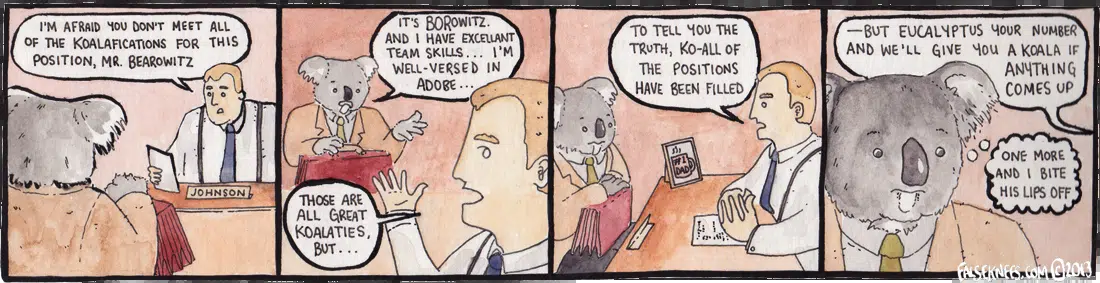 I'M AFRAID YOU DON'T MEET ALL
OF THE KOALAFICATIONS FOR THIS
POSITION, MR. BEAROWITZ
JOHNSON
IT'S BOROWITZ.
AND I HAVE EXCELLANT
TEAM SKILLS... I'M
WELL-VERSED IN
ADOBE...
THOSE ARE
ALL GREAT
KOALATIES,
BUT...
TO TELL YOU THE
TRUTH, KO-ALL OF
THE POSITIONS
HAVE BEEN FILLED
#1
DAD
—BUT EUCALYPTUS YOUR NUMBER
AND WE'LL GIVE YOU A KOALA IF
ANYTHING
COMES UP
ONE MORE
AND I BITE
HIS LIPS OFF
FALSEKNEES.COM ©2013